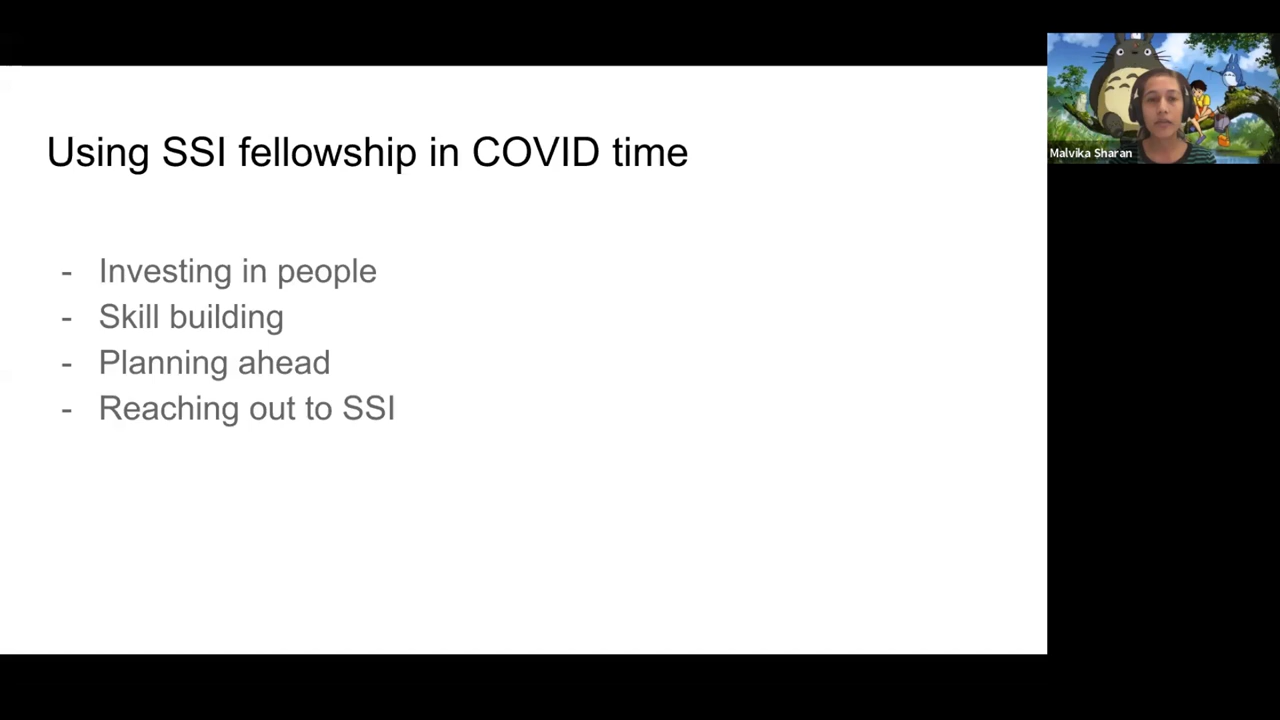 Using SSI fellowship in COVID time
- Investing in people
- Skill building
- Planning ahead
- Reaching out to SSI
Malvika Sharan